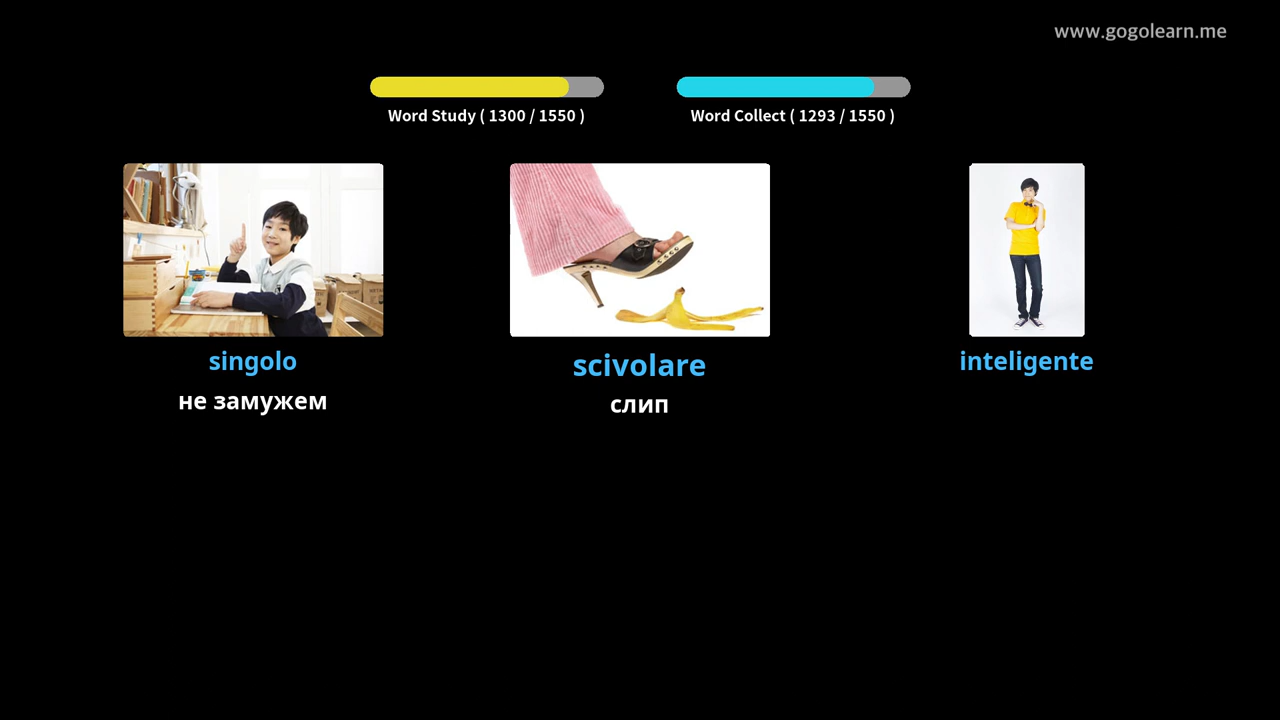 www.gogolearn.me
Word Study ( 1300 / 1550 )
Word Collect ( 1293 / 1550 )
singolo
не замужем
scivolare
слип
inteligente